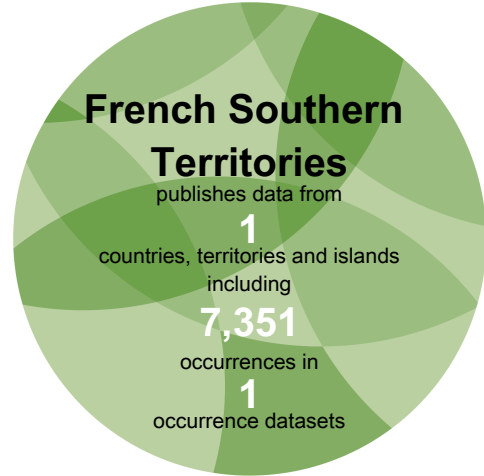 French Southern
Territories
publishes data from
1
countries, territories and islands
including
7,351
occurrences in
1
occurrence datasets